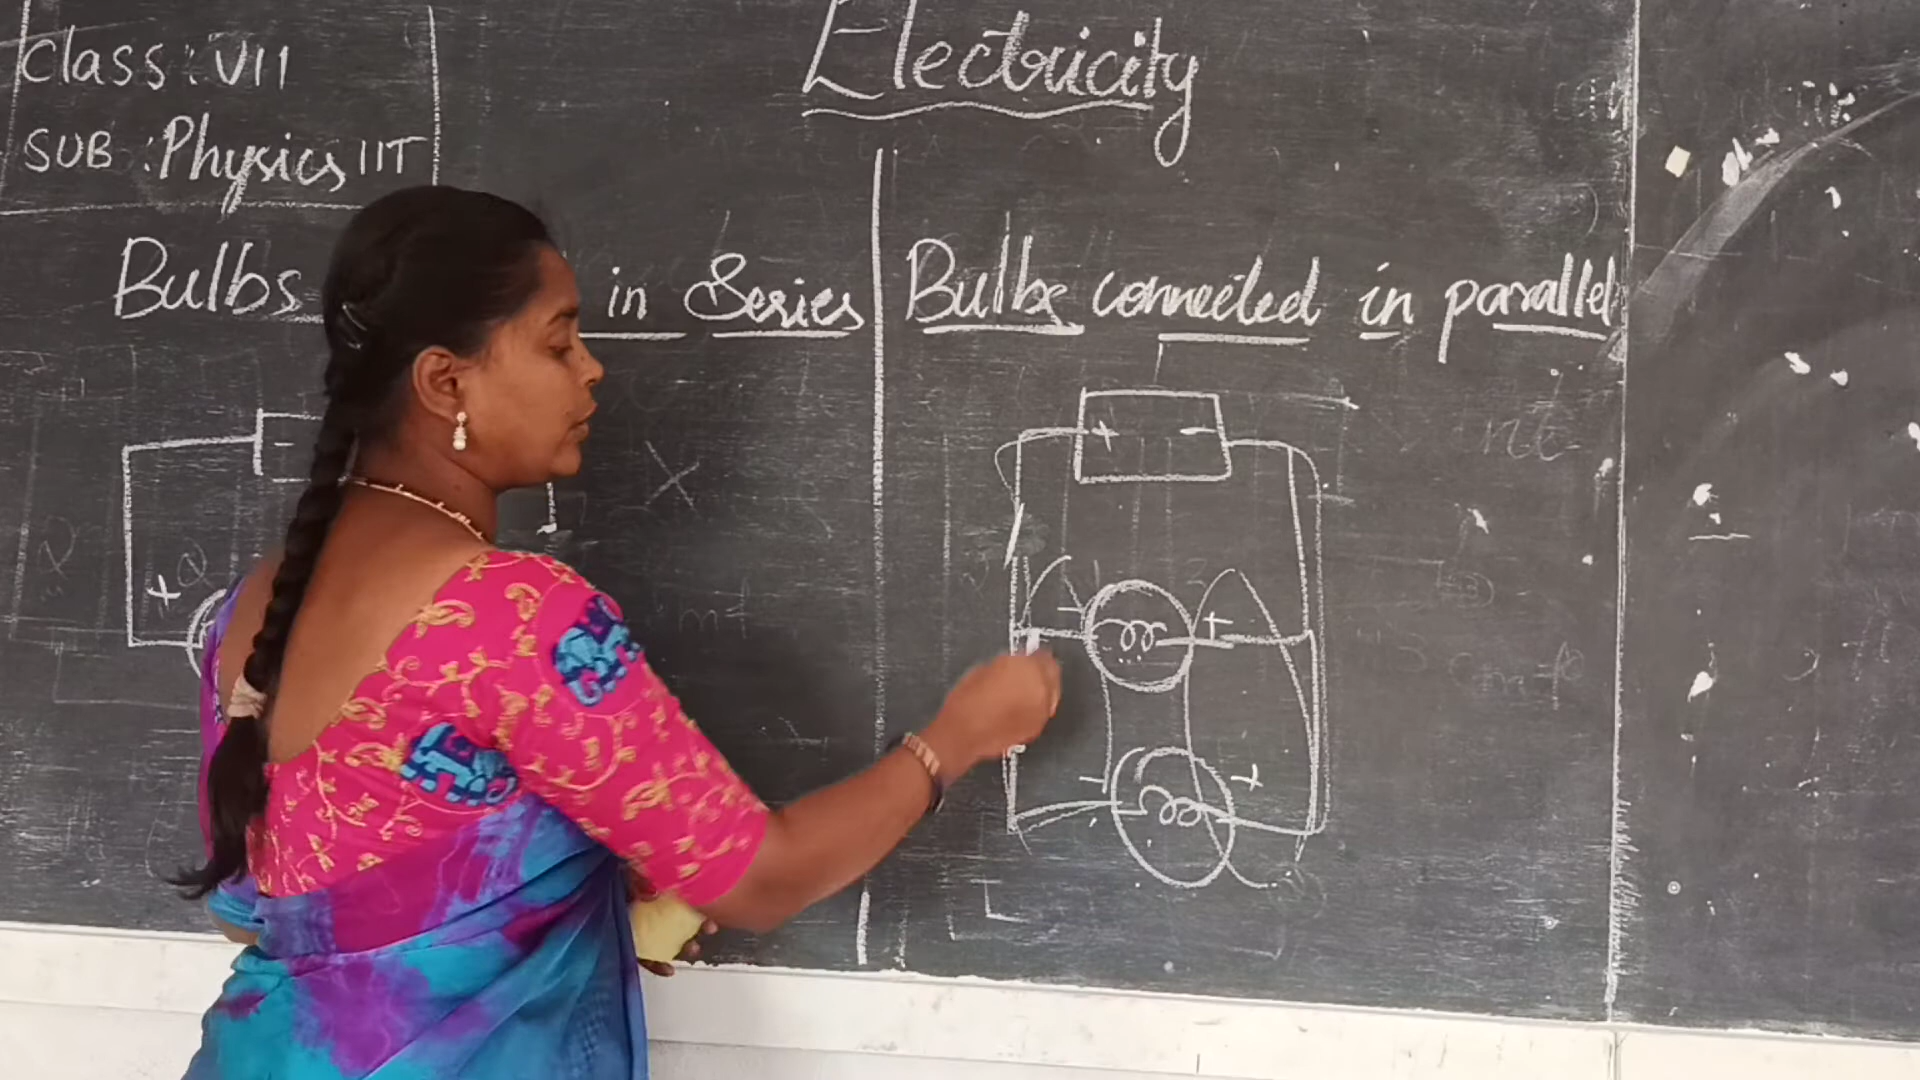 Class: VII
SUB: Physics IIT
Electricity
Bulbs in Series
Bulbs connected in parallel
-
+
+ -
- +
- +